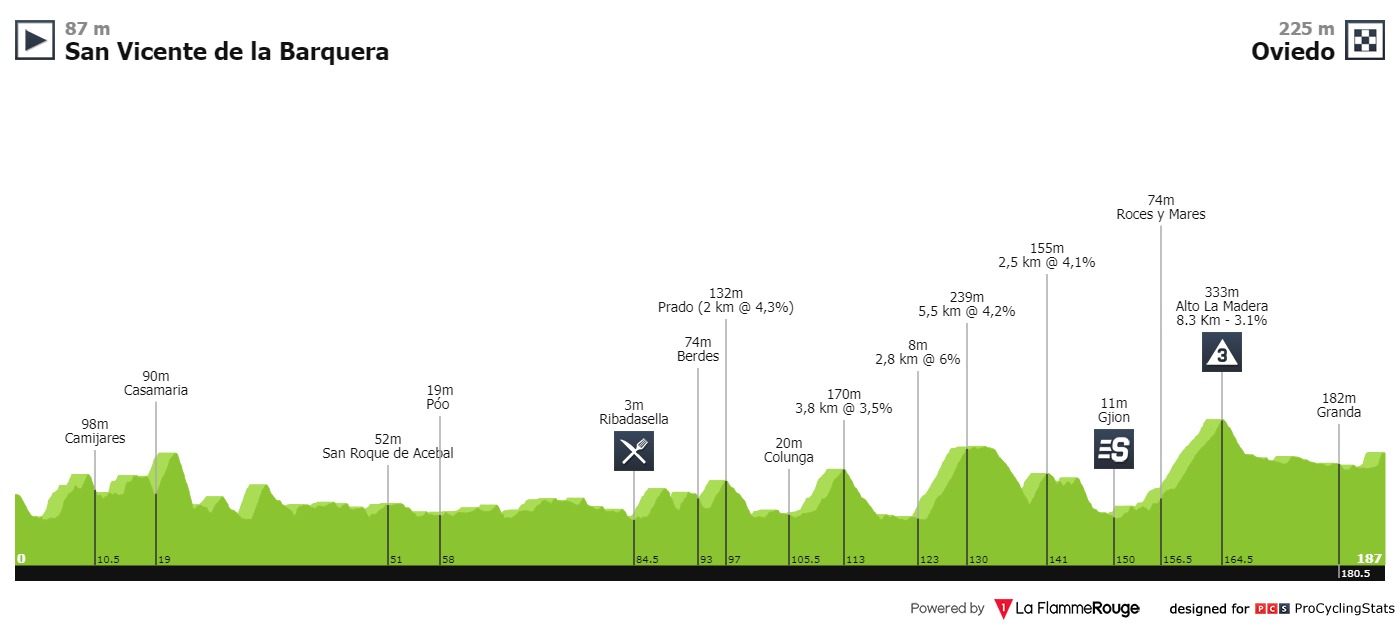 87 m
San Vicente de la Barquera
225 m
Oviedo
98m
Camijares
90m
Casamaria
52m
San Roque de Acebal
19m
Póo
3m
Ribadasella
74m
Berdes
132m
Prado (2 km @ 4,3%)
20m
Colunga
170m
3,8 km @ 3,5%
8m
2,8 km @ 6%
239m
5,5 km @ 4,2%
155m
2,5 km @ 4,1%
11m
Gjion
S
74m
Roces y Mares
333m
Alto La Madera
8.3 Km - 3.1%
3
182m
Granda
0
10.5
19
51
58
84.5
93
97
105.5
113
123
130
141
150
156.5
164.5
180.5
187
Powered by
1
La FlammeRouge
designed for
PCS
ProCyclingStats